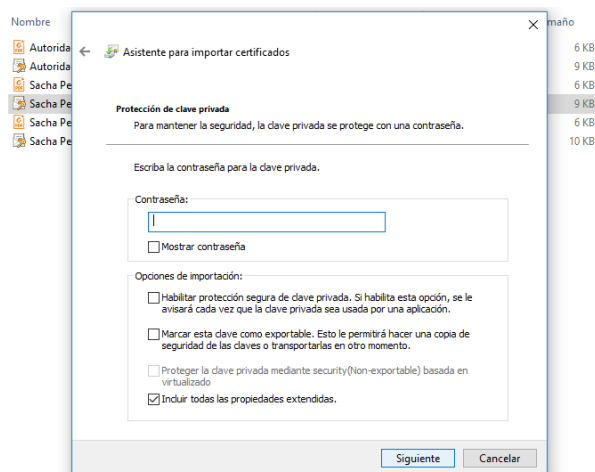 Nombre
maño
Autorida
6 KB
Autorida
9 KB
Sacha Pe
6 KB
Sacha Pe
9 KB
Sacha Pe
6 KB
Sacha Pe
10 KB
Asistente para importar certificados
Protección de clave privada
Para mantener la seguridad, la clave privada se protege con una contraseña.
Escriba la contraseña para la clave privada.
Contraseña:
Mostrar contraseña
Opciones de importación:
Habilitar protección segura de clave privada. Si habilita esta opción, se le
avisará cada vez que la clave privada sea usada por una aplicación.
Marcar esta clave como exportable. Esto le permitirá hacer una copia de
seguridad de las claves o transportarlas en otro momento.
Proteger la clave privada mediante security(Non-exportable) basada en
virtualizado
Incluir todas las propiedades extendidas.
Siguiente
Cancelar